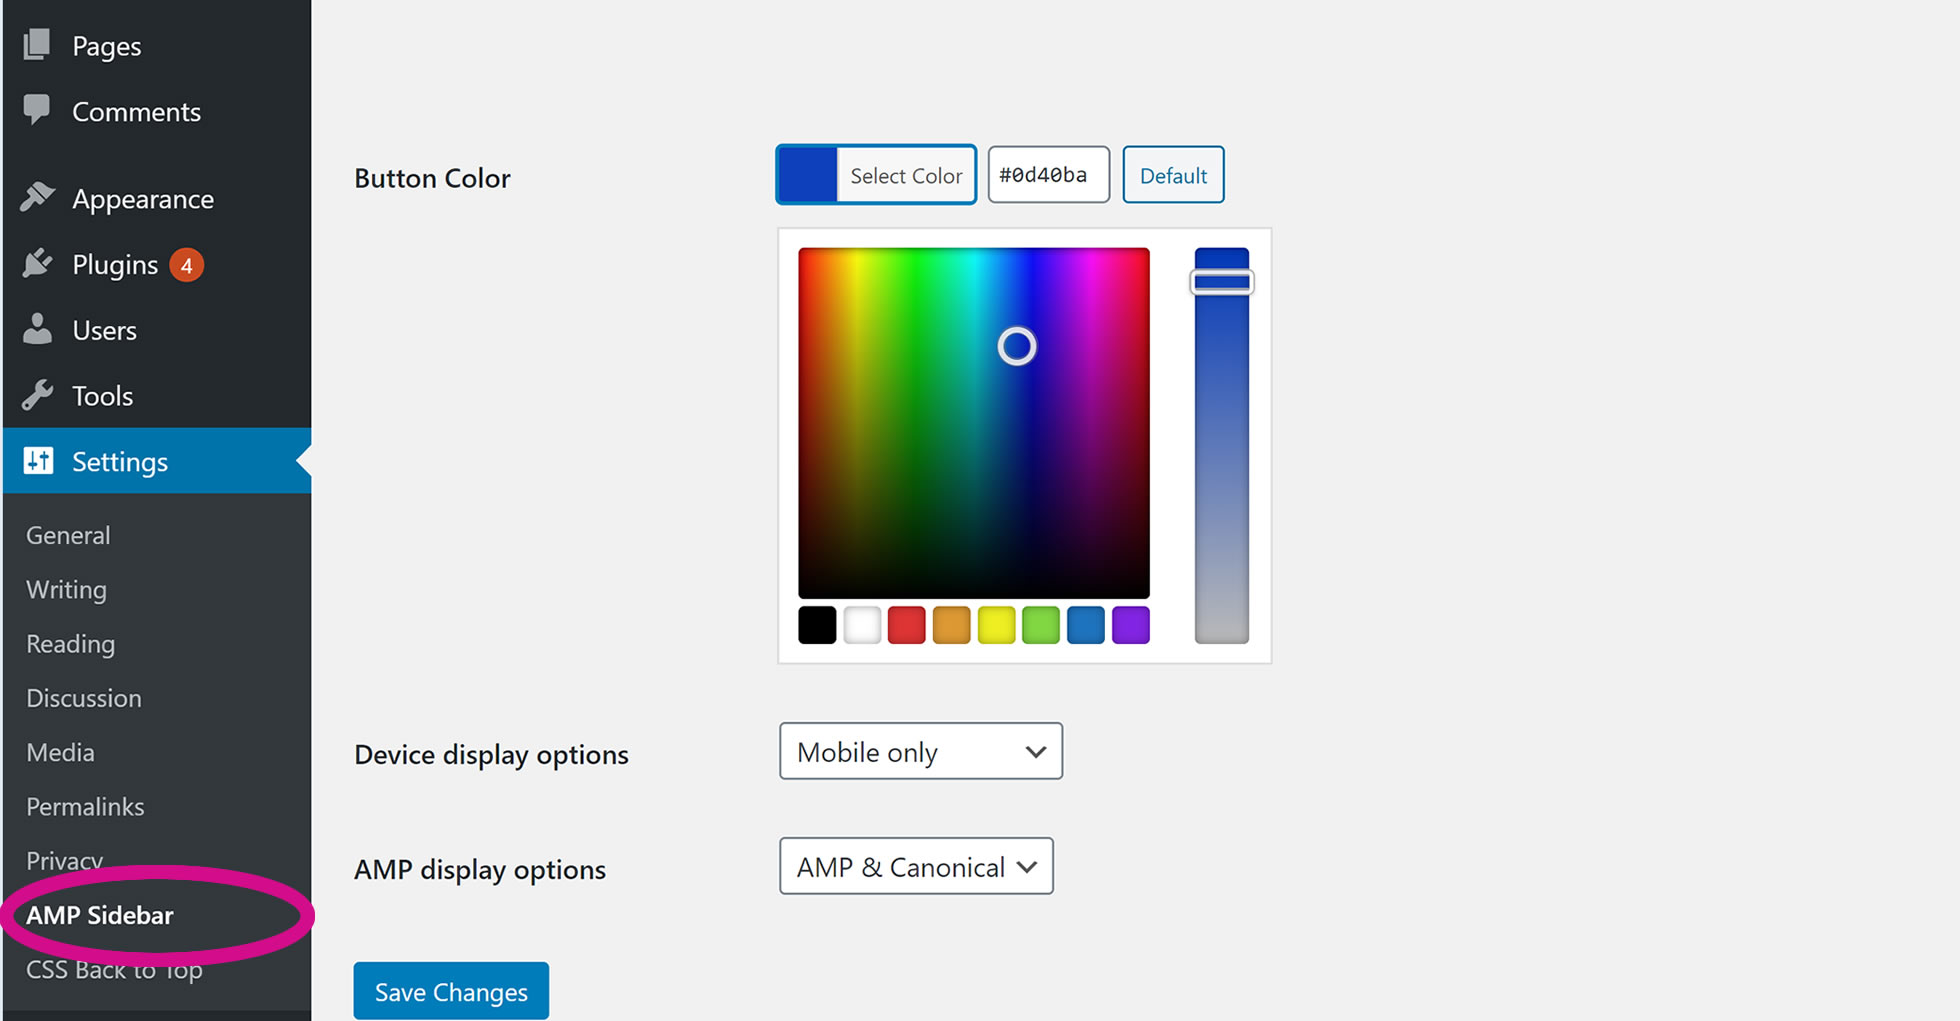 Pages
Comments
Appearance
Plugins 4
Users
Tools
Settings
General
Writing
Reading
Discussion
Media
Permalinks
Privacy
AMP Sidebar
CSS Back to Top
Button Color
Select Color
#0d40ba
Default
Device display options
Mobile only
AMP display options
AMP & Canonical
Save Changes